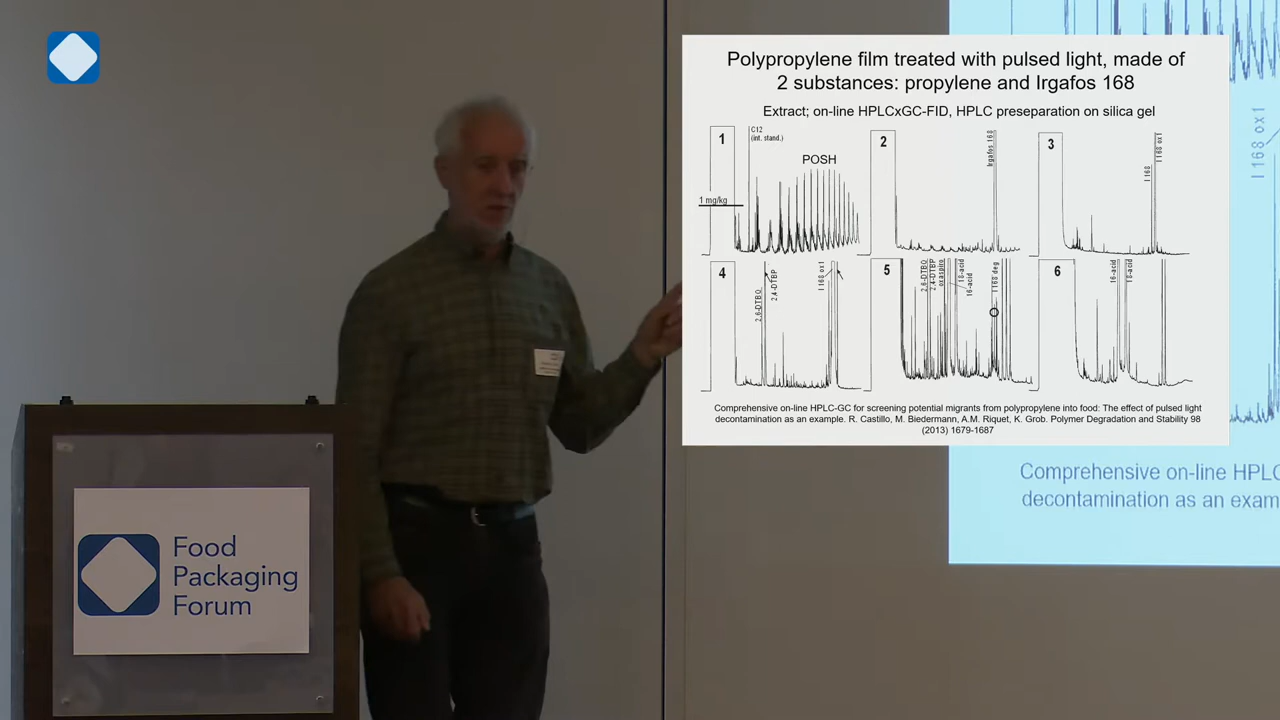 Polypropylene film treated with pulsed light, made of
2 substances: propylene and Irgafos 168
Extract; on-line HPLCxGC-FID, HPLC preseparation on silica gel
1
C12
(int. stand.)
POSH
1 mg/kg
2
Irgafos 168
3
I 168
I 168 ox1
4
2,6-DTBQ
2,4-DTBP
I 168 ox1
5
2,6-DTBQ
2,4-DTBP
oxaspiro
16-acid
18-acid
I 168 deg
6
16-acid
18-acid
Comprehensive on-line HPLC-GC for screening potential migrants from polypropylene into food: The effect of pulsed light
decontamination as an example. R. Castillo, M. Biedermann, A.M. Riquet, K. Grob. Polymer Degradation and Stability 98
(2013) 1679-1687
I 168 ox1
Comprehensive on-line HPLC
decontamination as an exam
Food
Packaging
Forum